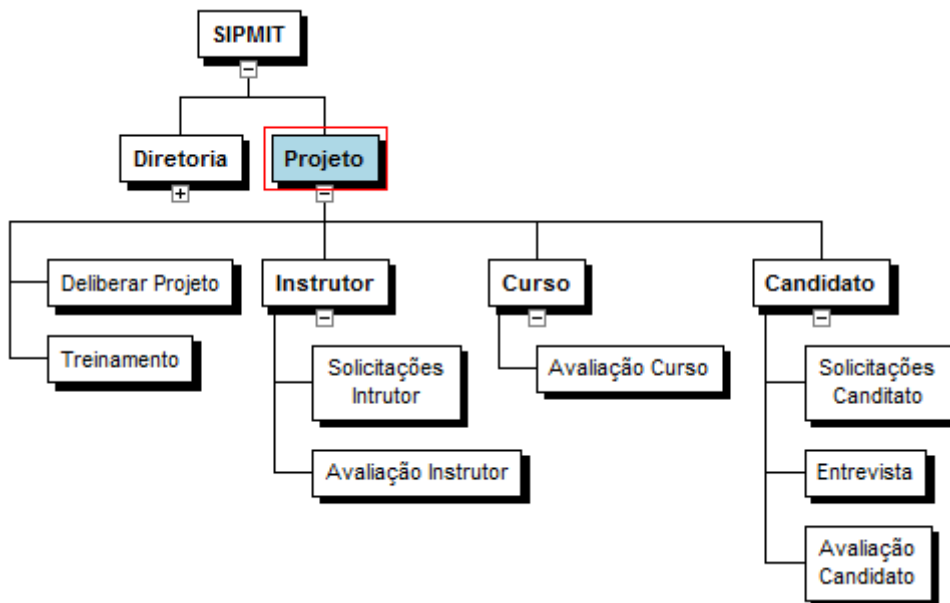 SIPMIT
Diretoria
Projeto
Deliberar Projeto
Treinamento
Instrutor
Solicitações
Intrutor
Avaliação Instrutor
Curso
Avaliação Curso
Candidato
Solicitações
Canditato
Entrevista
Avaliação
Candidato